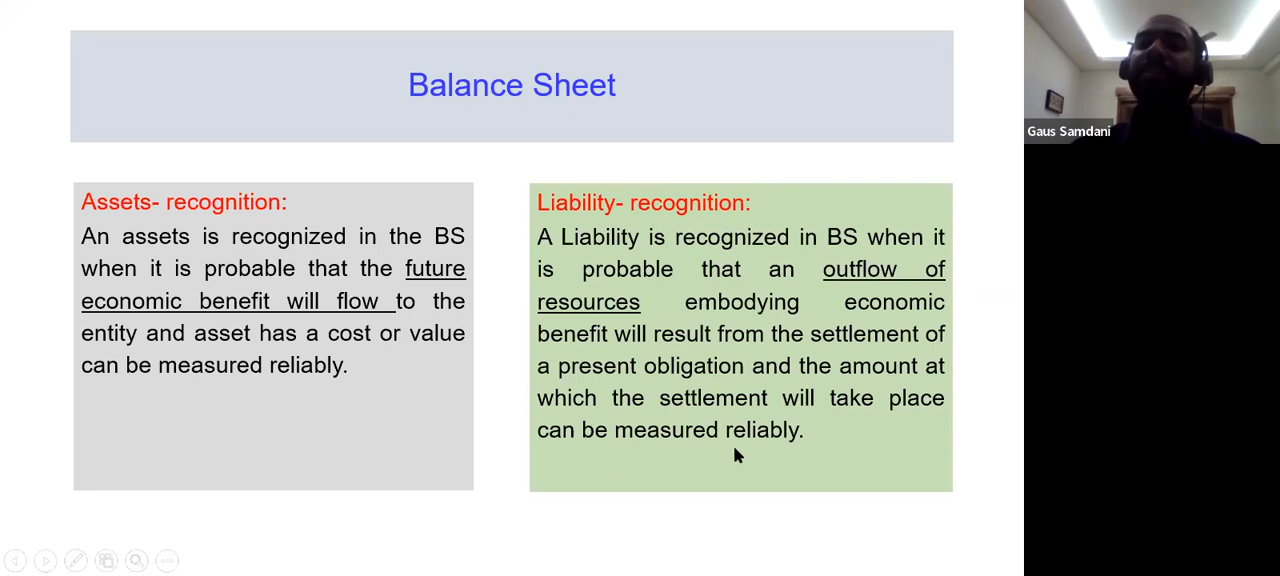 Balance Sheet
Gaus Samdani
Assets- recognition:
An assets is recognized in the BS
when it is probable that the future
economic benefit will flow to the
entity and asset has a cost or value
can be measured reliably.
Liability- recognition:
A Liability is recognized in BS when it
is probable that an outflow of
resources embodying economic
benefit will result from the settlement of
a present obligation and the amount at
which the settlement will take place
can be measured reliably.